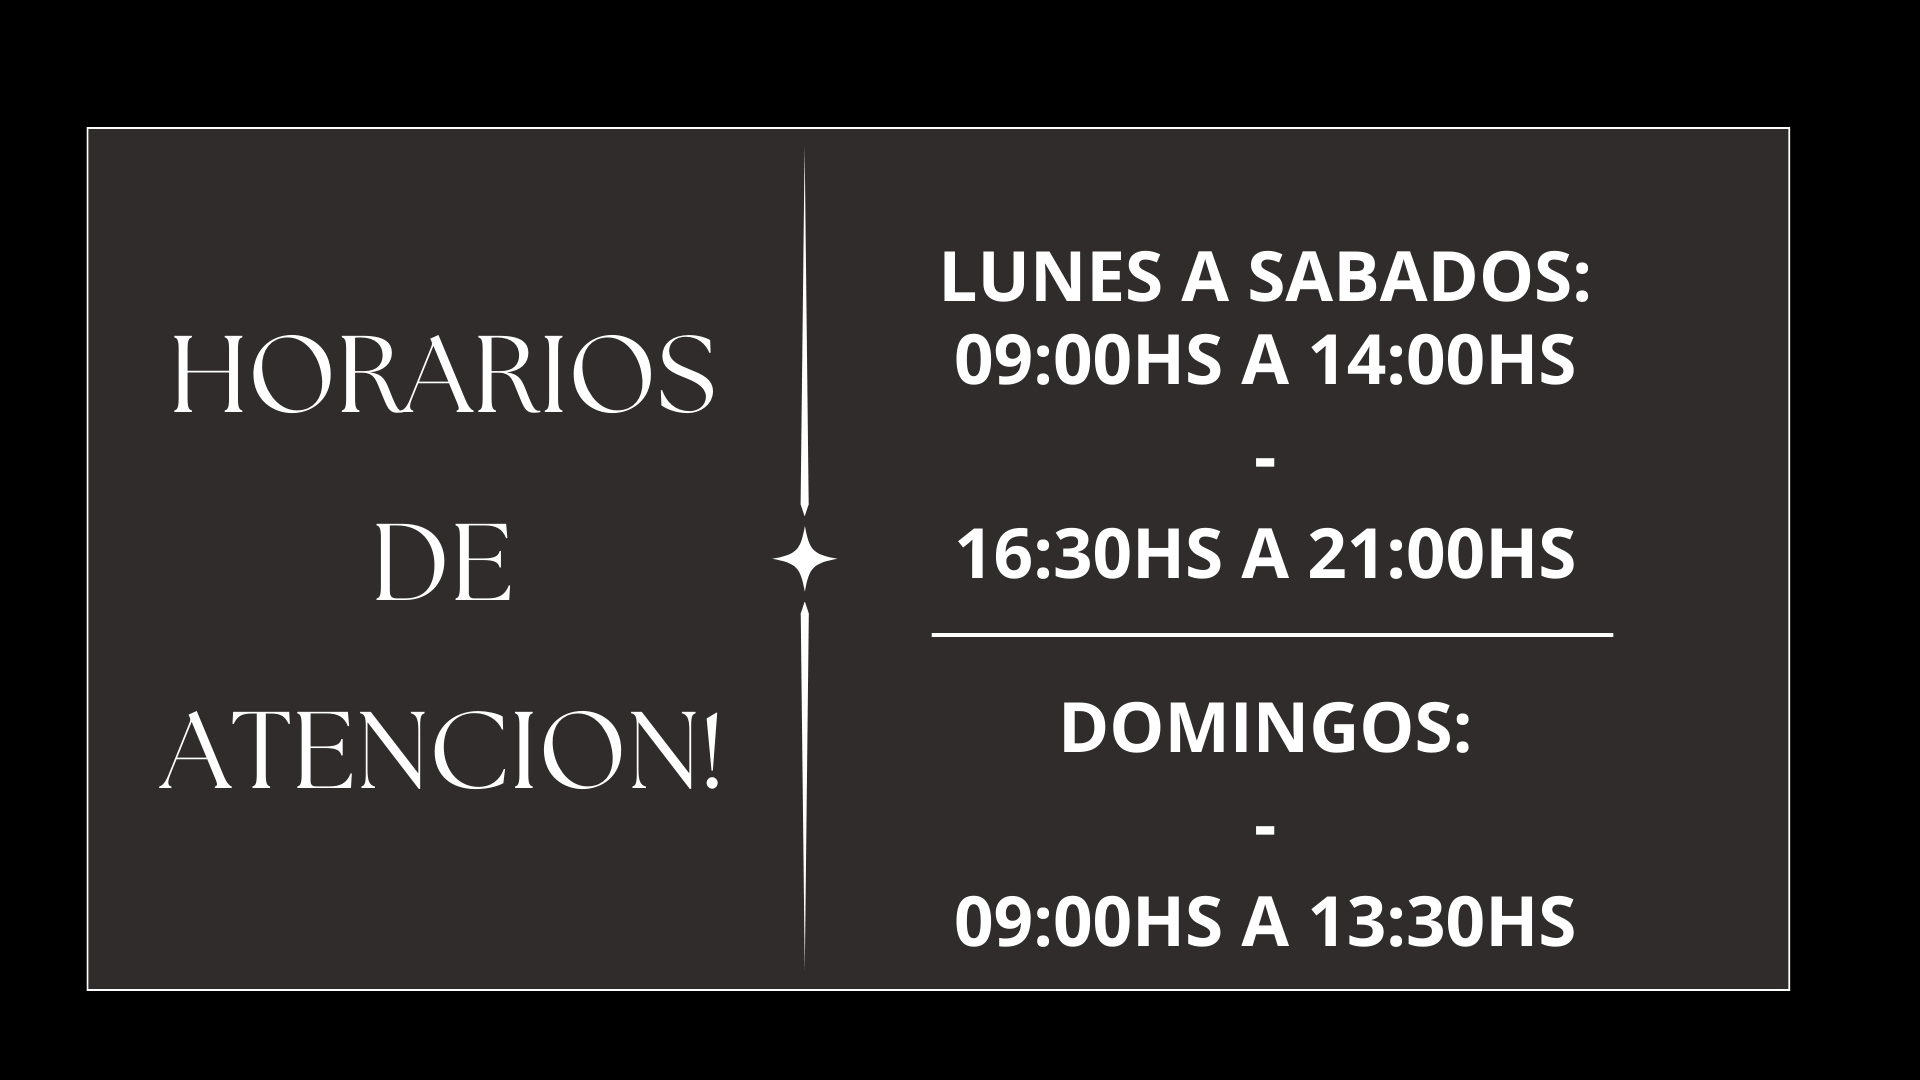 HORARIOS
DE
ATENCION!
LUNES A SABADOS:
09:00HS A 14:00HS
-
16:30HS A 21:00HS
DOMINGOS:
-
09:00HS A 13:30HS